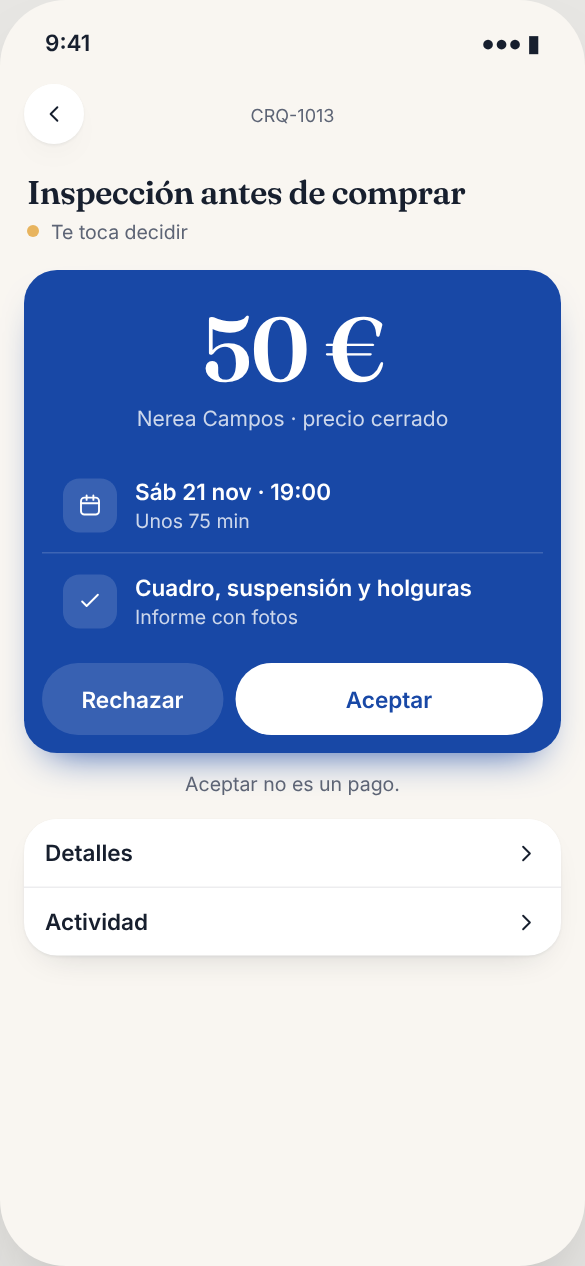 9:41
CRQ-1013
Inspección antes de comprar
Te toca decidir
50 €
Nerea Campos · precio cerrado
Sáb 21 nov · 19:00
Unos 75 min
Cuadro, suspensión y holguras
Informe con fotos
Rechazar
Aceptar
Aceptar no es un pago.
Detalles
Actividad